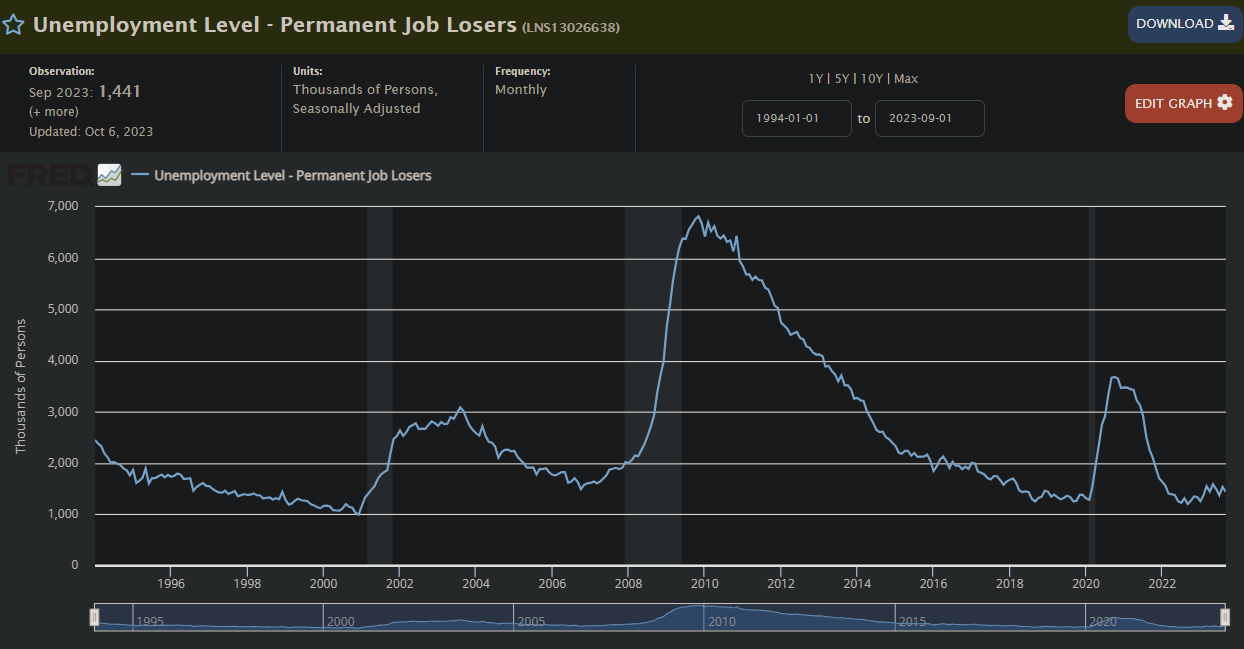 Unemployment Level - Permanent Job Losers (LNS13026638)
DOWNLOAD
Observation:
Sep 2023: 1,441
(+ more)
Updated: Oct 6, 2023
Units:
Thousands of Persons,
Seasonally Adjusted
Frequency:
Monthly
1Y | 5Y | 10Y | Max
1994-01-01 to 2023-09-01
EDIT GRAPH
FRED
Unemployment Level - Permanent Job Losers
Thousands of Persons
7,000
6,000
5,000
4,000
3,000
2,000
1,000
0
1996 1998 2000 2002 2004 2006 2008 2010 2012 2014 2016 2018 2020 2022
1995 2000 2005 2010 2015 2020